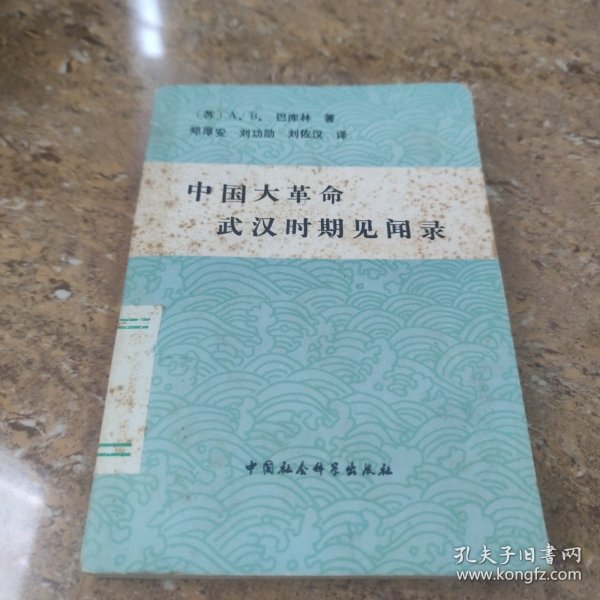 〔苏〕A、B、巴库林 著
郑厚安 刘功勋 刘佐汉 译
中国大革命
武汉时期见闻录
中国社会科学出版社
孔夫子旧书网
www.kongfz.com